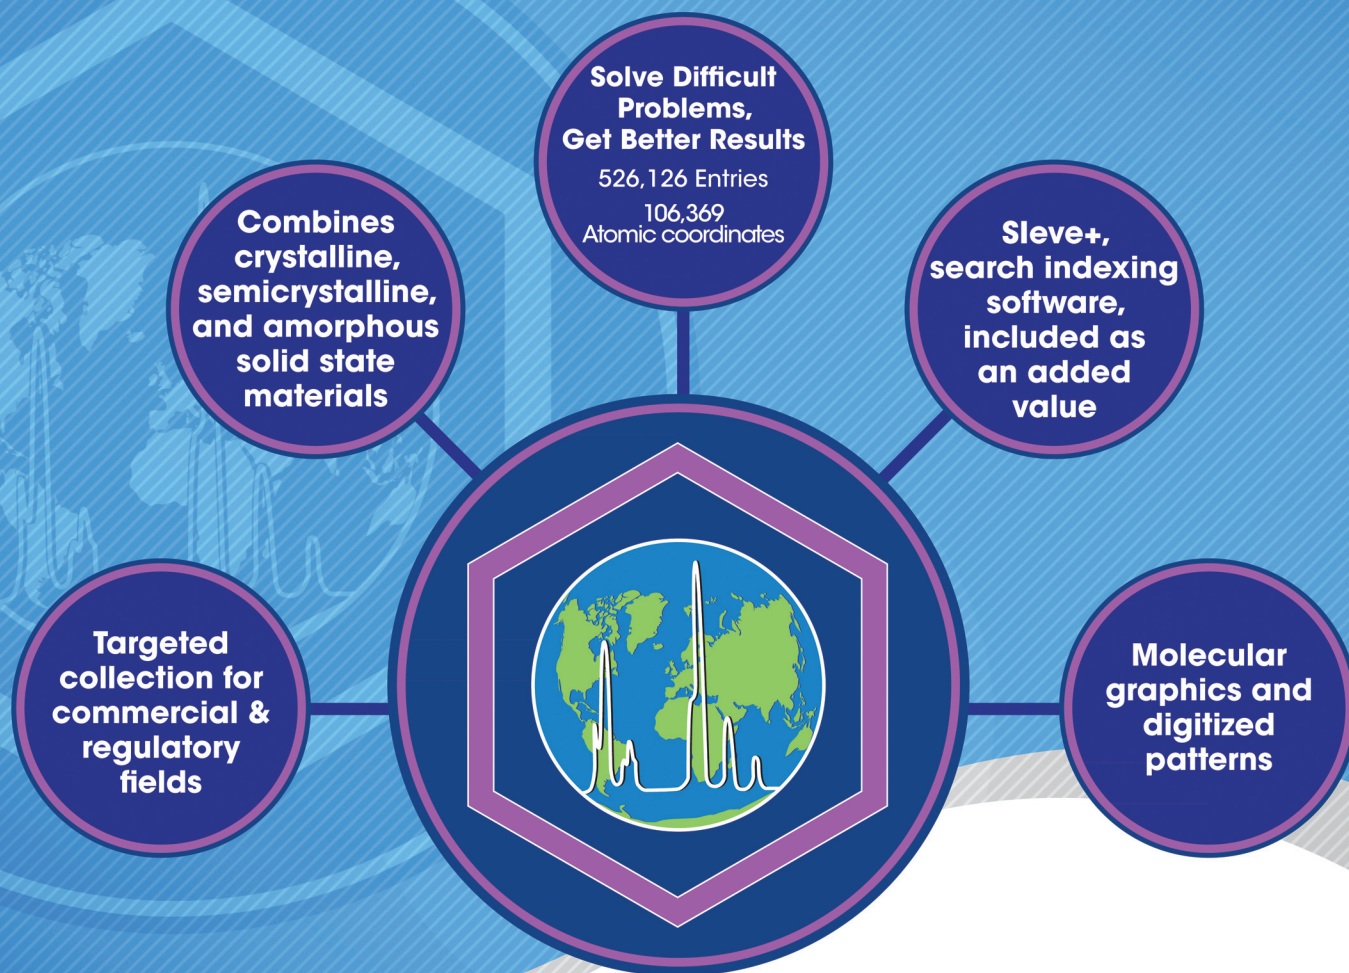 Solve Difficult
Problems,
Get Better Results
526,126 Entries
106,369
Atomic coordinates
Combines
crystalline,
semicrystalline,
and amorphous
solid state
materials
SIeve+,
search indexing
software,
included as
an added
value
Targeted
collection for
commercial &
regulatory
fields
Molecular
graphics and
digitized
patterns